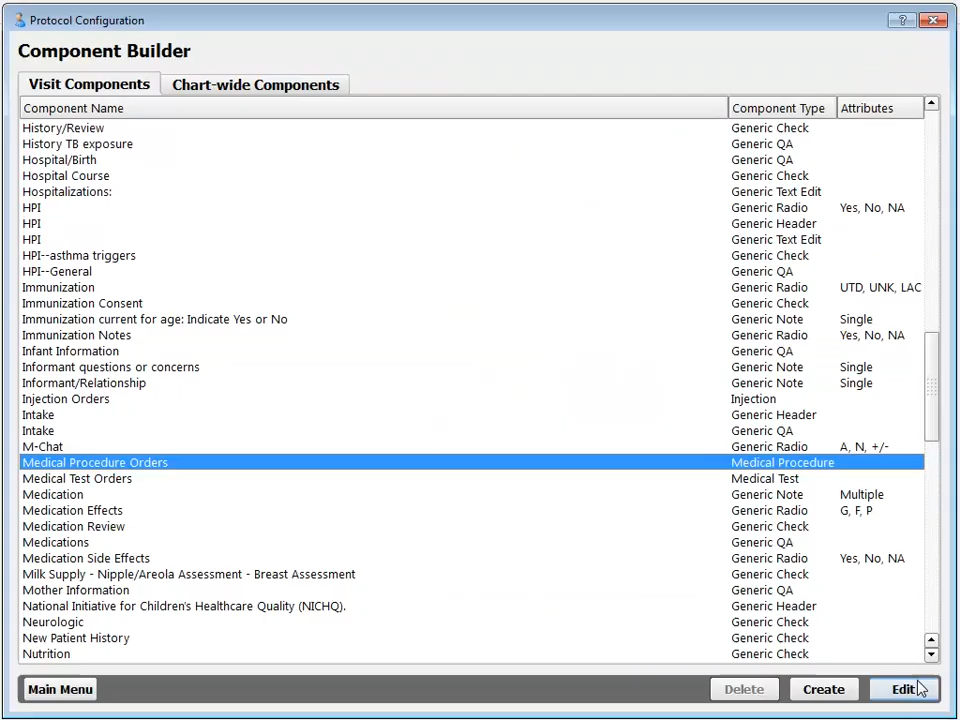 Protocol Configuration
?
Component Builder
Visit Components Chart-wide Components
Component Name Component Type Attributes
History/Review Generic Check
History TB exposure Generic QA
Hospital/Birth Generic QA
Hospital Course Generic Check
Hospitalizations: Generic Text Edit
HPI Generic Radio Yes, No, NA
HPI Generic Header
HPI Generic Text Edit
HPI--asthma triggers Generic Check
HPI--General Generic QA
Immunization Generic Radio UTD, UNK, LAC
Immunization Consent Generic Check
Immunization current for age: Indicate Yes or No Generic Note Single
Immunization Notes Generic Radio Yes, No, NA
Infant Information Generic QA
Informant questions or concerns Generic Note Single
Informant/Relationship Generic Note Single
Injection Orders Injection
Intake Generic Header
Intake Generic QA
M-Chat Generic Radio A, N, +/-
Medical Procedure Orders Medical Procedure
Medical Test Orders Medical Test
Medication Generic Note Multiple
Medication Effects Generic Radio G, F, P
Medication Review Generic Check
Medications Generic QA
Medication Side Effects Generic Radio Yes, No, NA
Milk Supply - Nipple/Areola Assessment - Breast Assessment Generic Check
Mother Information Generic QA
National Initiative for Children's Healthcare Quality (NICHQ). Generic Header
Neurologic Generic Check
New Patient History Generic Check
Nutrition Generic Check
Main Menu Delete Create Edit